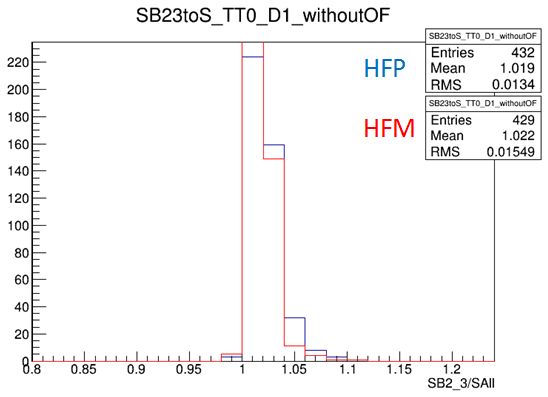 SB23toS_TT0_D1_withoutOF
SB23toS_TT0_D1_withoutOF
Entries 432
Mean 1.019
RMS 0.0134
SB23toS_TT0_D1_withoutOF
Entries 429
Mean 1.022
RMS 0.01549
HFP
HFM
220
200
180
160
140
120
100
80
60
40
20
0
0.8 0.85 0.9 0.95 1 1.05 1.1 1.15 1.2
SB2_3/SAll